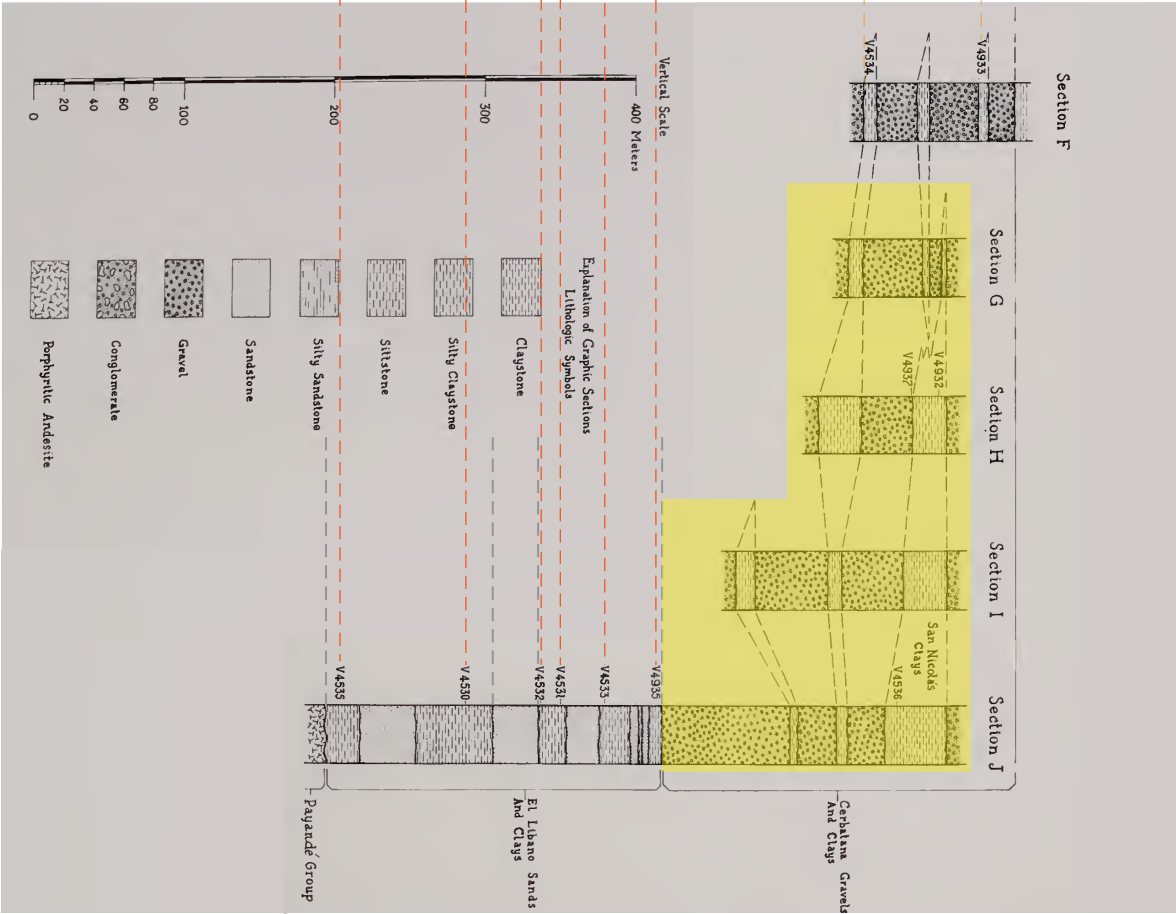 Section F
V4534
V4933
Section G
V4932
V4937
Section H
Section I
San Nicolás
Clays
V4536
Section J
V4535
V4530
V4532
V4531
V4533
V4935
Cerbatana Gravels
And Clays
El Libano Sands
And Clays
Payandé Group
Vertical Scale
400 Meters
300
200
100
80
60
40
20
0
Explanation of Graphic Sections
Lithologic Symbols
Claystone
Silty Claystone
Siltstone
Silty Sandstone
Sandstone
Gravel
Conglomerate
Porphyritic Andesite